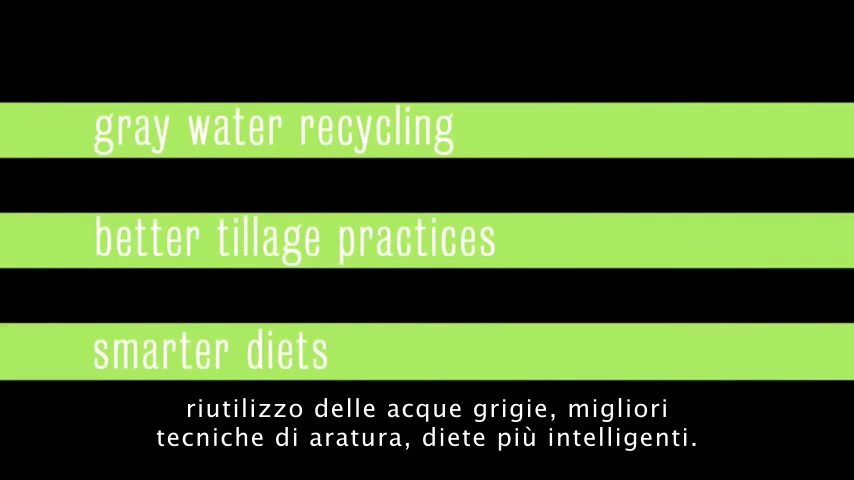 gray water recycling
better tillage practices
smarter diets
riutilizzo delle acque grigie, migliori
tecniche di aratura, diete più intelligenti.